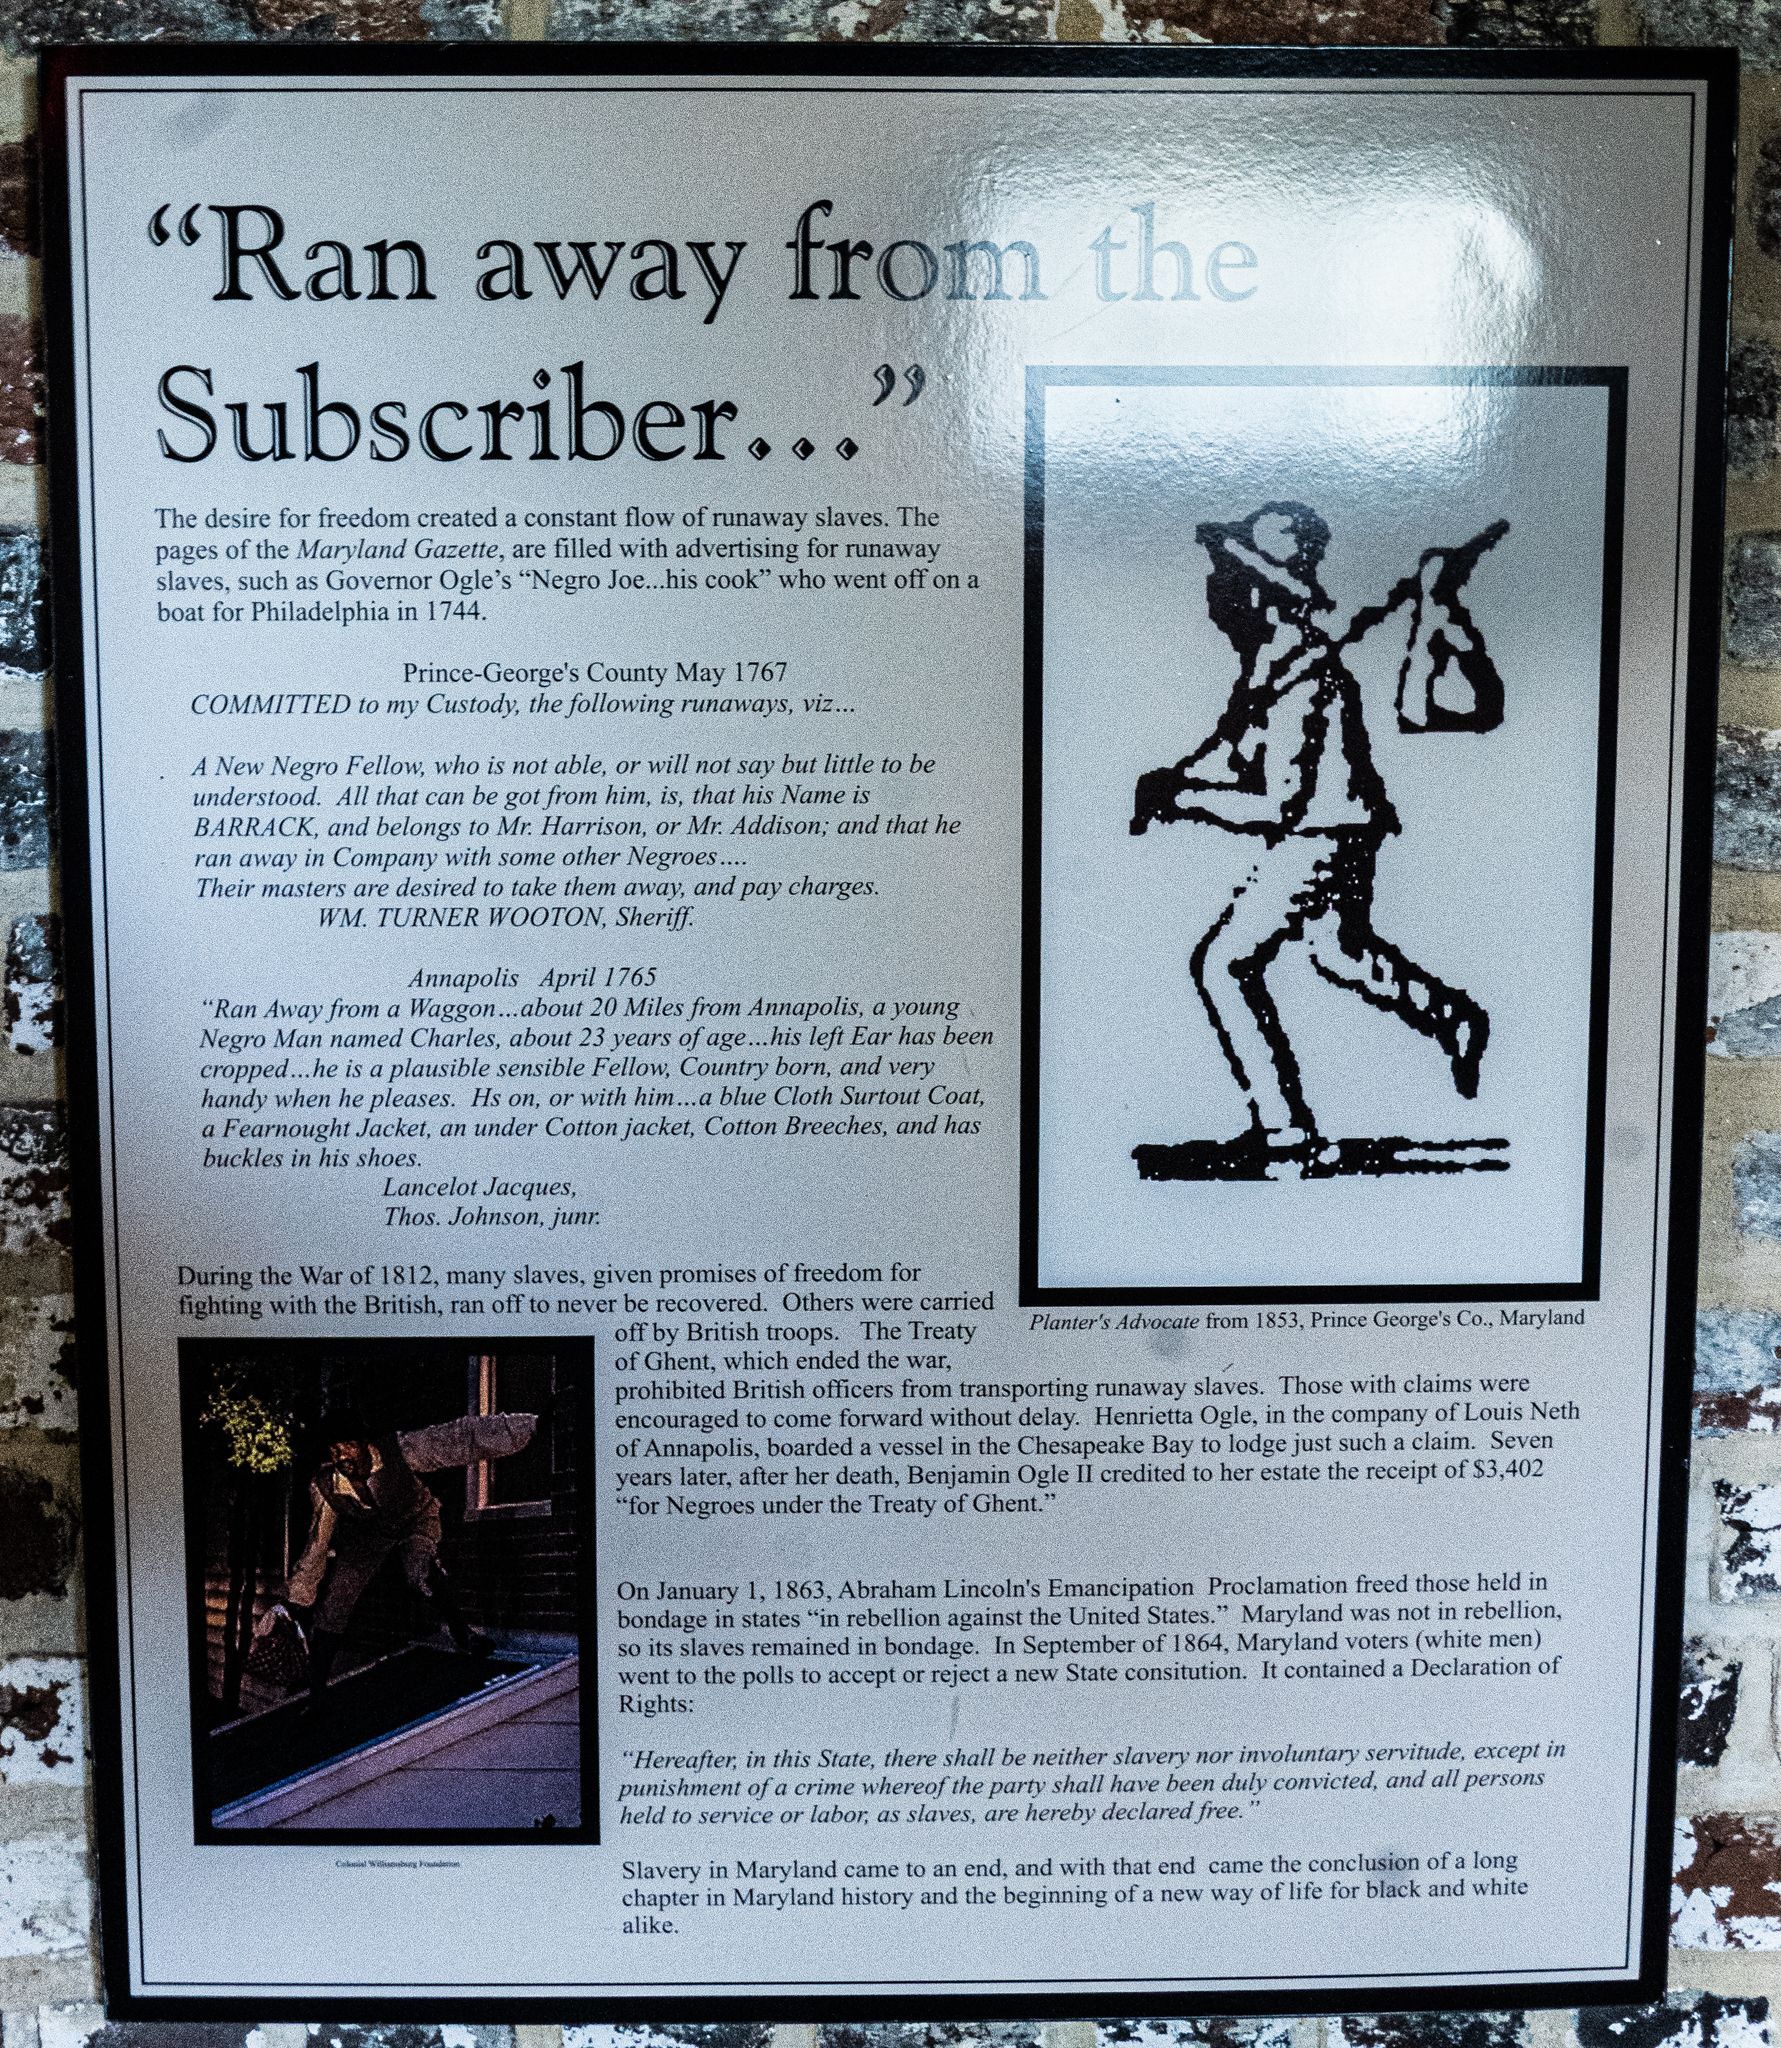 “Ran away from the
Subscriber...”
The desire for freedom created a constant flow of runaway slaves. The
pages of the Maryland Gazette, are filled with advertising for runaway
slaves, such as Governor Ogle's “Negro Joe...his cook” who went off on a
boat for Philadelphia in 1744.
Prince-George's County May 1767
COMMITTED to my Custody, the following runaways, viz...
A New Negro Fellow, who is not able, or will not say but little to be
understood. All that can be got from him, is, that his Name is
BARRACK, and belongs to Mr. Harrison, or Mr. Addison; and that he
ran away in Company with some other Negroes....
Their masters are desired to take them away, and pay charges.
WM. TURNER WOOTON, Sheriff.
Annapolis April 1765
“Ran Away from a Waggon...about 20 Miles from Annapolis, a young
Negro Man named Charles, about 23 years of age...his left Ear has been
cropped...he is a plausible sensible Fellow, Country born, and very
handy when he pleases. Hs on, or with him...a blue Cloth Surtout Coat,
a Fearnought Jacket, an under Cotton jacket, Cotton Breeches, and has
buckles in his shoes.
Lancelot Jacques,
Thos. Johnson, junr.
Planter's Advocate from 1853, Prince George's Co., Maryland
During the War of 1812, many slaves, given promises of freedom for
fighting with the British, ran off to never be recovered. Others were carried
off by British troops. The Treaty
of Ghent, which ended the war,
prohibited British officers from transporting runaway slaves. Those with claims were
encouraged to come forward without delay. Henrietta Ogle, in the company of Louis Neth
of Annapolis, boarded a vessel in the Chesapeake Bay to lodge just such a claim. Seven
years later, after her death, Benjamin Ogle II credited to her estate the receipt of $3,402
“for Negroes under the Treaty of Ghent.”
On January 1, 1863, Abraham Lincoln's Emancipation Proclamation freed those held in
bondage in states “in rebellion against the United States.” Maryland was not in rebellion,
so its slaves remained in bondage. In September of 1864, Maryland voters (white men)
went to the polls to accept or reject a new State consitution. It contained a Declaration of
Rights:
“Hereafter, in this State, there shall be neither slavery nor involuntary servitude, except in
punishment of a crime whereof the party shall have been duly convicted, and all persons
held to service or labor, as slaves, are hereby declared free.”
Colonial Williamsburg Foundation
Slavery in Maryland came to an end, and with that end came the conclusion of a long
chapter in Maryland history and the beginning of a new way of life for black and white
alike.